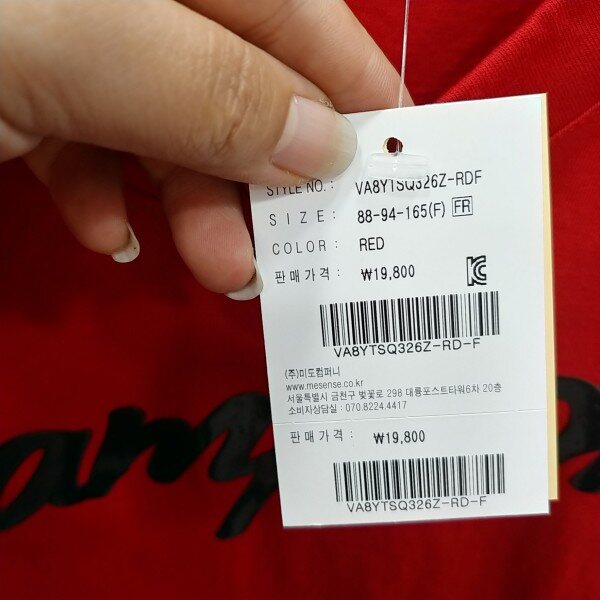 STYLE NO. : VA8YTSQ326Z-RDF
SIZE : 88-94-165(F) FR
COLOR : RED
판매가격 : ₩19,800
VA8YTSQ326Z-RD-F
(주)미도컴퍼니
www.mesense.co.kr
서울특별시 금천구 벚꽃로 298 대륭포스트타워6차 20층
소비자상담실 : 070.8224.4417
판매가격 : ₩19,800
VA8YTSQ326Z-RD-F